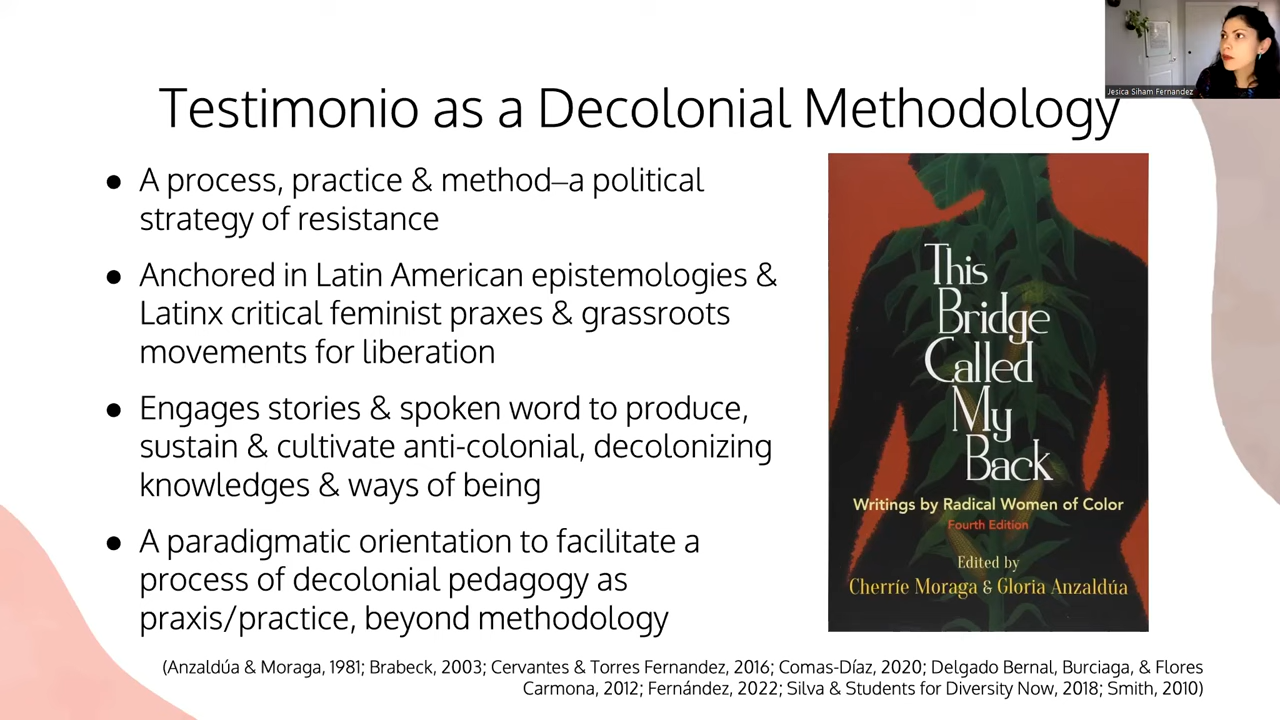 Jesica Siham Fernandez
Testimonio as a Decolonial Methodology
● A process, practice & method–a political
strategy of resistance
● Anchored in Latin American epistemologies &
Latinx critical feminist praxes & grassroots
movements for liberation
● Engages stories & spoken word to produce,
sustain & cultivate anti-colonial, decolonizing
knowledges & ways of being
● A paradigmatic orientation to facilitate a
process of decolonial pedagogy as
praxis/practice, beyond methodology
This
Bridge
Called
My
Back
Writings by Radical Women of Color
Fourth Edition
Edited by
Cherríe Moraga & Gloria Anzaldúa
(Anzaldúa & Moraga, 1981; Brabeck, 2003; Cervantes & Torres Fernandez, 2016; Comas-Díaz, 2020; Delgado Bernal, Burciaga, & Flores
Carmona, 2012; Fernández, 2022; Silva & Students for Diversity Now, 2018; Smith, 2010)